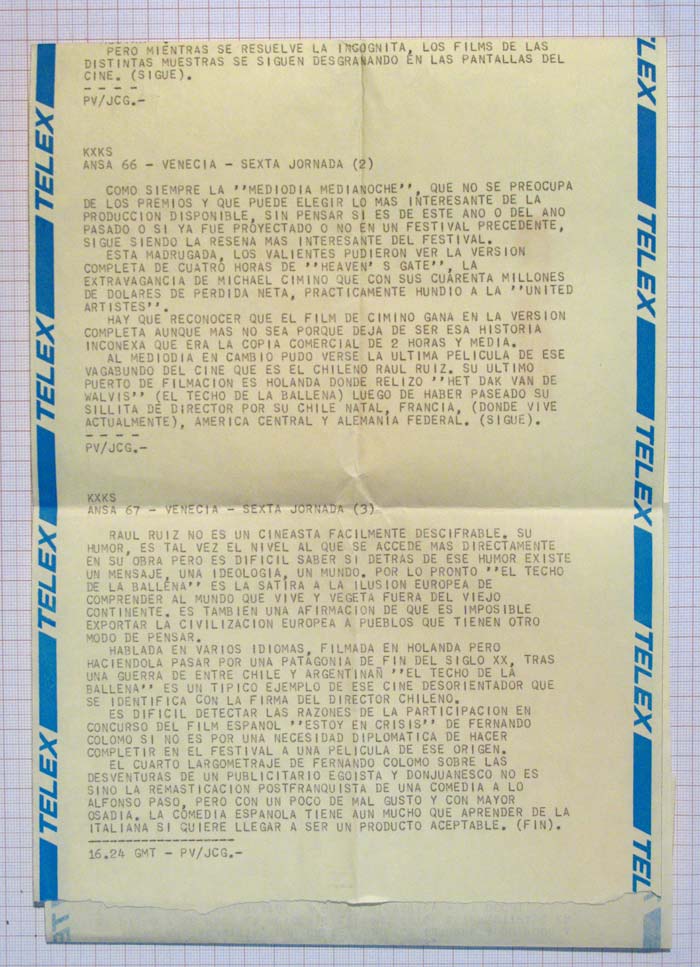 PERO MIENTRAS SE RESUELVE LA INCOGNITA, LOS FILMS DE LAS
DISTINTAS MUESTRAS SE SIGUEN DESGRANANDO EN LAS PANTALLAS DEL
CINE. (SIGUE).
- - - -
PV/JCG.-
KXKS
ANSA 66 - VENECIA - SEXTA JORNADA (2)
COMO SIEMPRE LA ''MEDIODIA MEDIANOCHE'', QUE NO SE PREOCUPA
DE LOS PREMIOS Y QUE PUEDE ELEGIR LO MAS INTERESANTE DE LA
PRODUCCION DISPONIBLE, SIN PENSAR SI ES DE ESTE ANO O DEL ANO
PASADO O SI YA FUE PROYECTADO O NO EN UN FESTIVAL PRECEDENTE,
SIGUE SIENDO LA RESENA MAS INTERESANTE DEL FESTIVAL.
ESTA MADRUGADA, LOS VALIENTES PUDIERON VER LA VERSION
COMPLETA DE CUATRO HORAS DE ''HEAVEN' S GATE'', LA
EXTRAVAGANCIA DE MICHAEL CIMINO QUE CON SUS CUARENTA MILLONES
DE DOLARES DE PERDIDA NETA, PRACTICAMENTE HUNDIO A LA ''UNITED
ARTISTES''.
HAY QUE RECONOCER QUE EL FILM DE CIMINO GANA EN LA VERSION
COMPLETA AUNQUE MAS NO SEA PORQUE DEJA DE SER ESA HISTORIA
INCONEXA QUE ERA LA COPIA COMERCIAL DE 2 HORAS Y MEDIA.
AL MEDIODIA EN CAMBIO PUDO VERSE LA ULTIMA PELICULA DE ESE
VAGABUNDO DEL CINE QUE ES EL CHILENO RAUL RUIZ. SU ULTIMO
PUERTO DE FILMACION ES HOLANDA DONDE RELIZO ''HET DAK VAN DE
WALVIS'' (EL TECHO DE LA BALLENA) LUEGO DE HABER PASEADO SU
SILLITA DE DIRECTOR POR SU CHILE NATAL, FRANCIA, (DONDE VIVE
ACTUALMENTE), AMERICA CENTRAL Y ALEMANIA FEDERAL. (SIGUE).
- - - -
PV/JCG.-
KXKS
ANSA 67 - VENECIA - SEXTA JORNADA (3)
RAUL RUIZ NO ES UN CINEASTA FACILMENTE DESCIFRABLE. SU
HUMOR, ES TAL VEZ EL NIVEL AL QUE SE ACCEDE MAS DIRECTAMENTE
EN SU OBRA PERO ES DIFICIL SABER SI DETRAS DE ESE HUMOR EXISTE
UN MENSAJE, UNA IDEOLOGIA, UN MUNDO. POR LO PRONTO ''EL TECHO
DE LA BALLENA'' ES LA SATIRA A LA ILUSION EUROPEA DE
COMPRENDER AL MUNDO QUE VIVE Y VEGETA FUERA DEL VIEJO
CONTINENTE. ES TAMBIEN UNA AFIRMACION DE QUE ES IMPOSIBLE
EXPORTAR LA CIVILIZACION EUROPEA A PUEBLOS QUE TIENEN OTRO
MODO DE PENSAR.
HABLADA EN VARIOS IDIOMAS, FILMADA EN HOLANDA PERO
HACIENDOLA PASAR POR UNA PATAGONIA DE FIN DEL SIGLO XX, TRAS
UNA GUERRA DE ENTRE CHILE Y ARGENTINAÑ ''EL TECHO DE LA
BALLENA'' ES UN TIPICO EJEMPLO DE ESE CINE DESORIENTADOR QUE
SE IDENTIFICA CON LA FIRMA DEL DIRECTOR CHILENO.
ES DIFICIL DETECTAR LAS RAZONES DE LA PARTICIPACION EN
CONCURSO DEL FILM ESPANOL ''ESTOY EN CRISIS'' DE FERNANDO
COLOMO SI NO ES POR UNA NECESIDAD DIPLOMATICA DE HACER
COMPLETIR EN EL FESTIVAL A UNA PELICULA DE ESE ORIGEN.
EL CUARTO LARGOMETRAJE DE FERNANDO COLOMO SOBRE LAS
DESVENTURAS DE UN PUBLICITARIO EGOISTA Y DONJUANESCO NO ES
SINO LA REMASTICACION POSTFRANQUISTA DE UNA COMEDIA A LO
ALFONSO PASO, PERO CON UN POCO DE MAL GUSTO Y CON MAYOR
OSADIA. LA COMEDIA ESPANOLA TIENE AUN MUCHO QUE APRENDER DE LA
ITALIANA SI QUIERE LLEGAR A SER UN PRODUCTO ACEPTABLE. (FIN).
-------------------
16.24 GMT - PV/JCG.-
TELEX
TELEX
TELEX
TELEX
TELEX
TELEX
TELEX
TELEX
TELEX